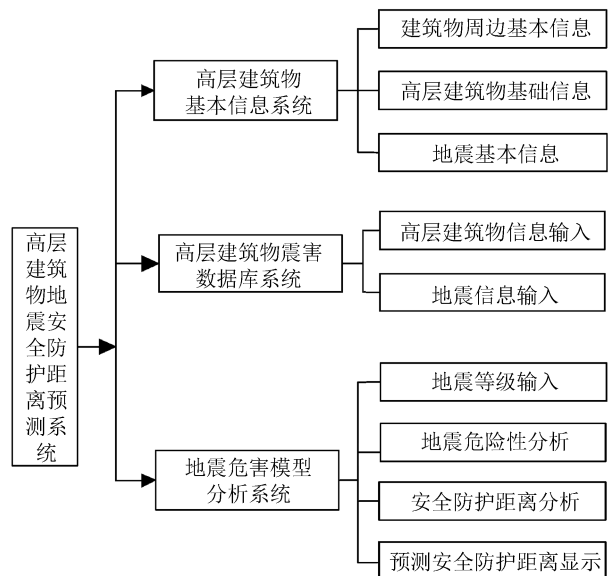 高层
建筑
物地
震安
全防
护距
离预
测系
统
高层建筑物
基本信息系统
建筑物周边基本信息
高层建筑物基础信息
地震基本信息
高层建筑物震害
数据库系统
高层建筑物信息输入
地震信息输入
地震危害模型
分析系统
地震等级输入
地震危险性分析
安全防护距离分析
预测安全防护距离显示